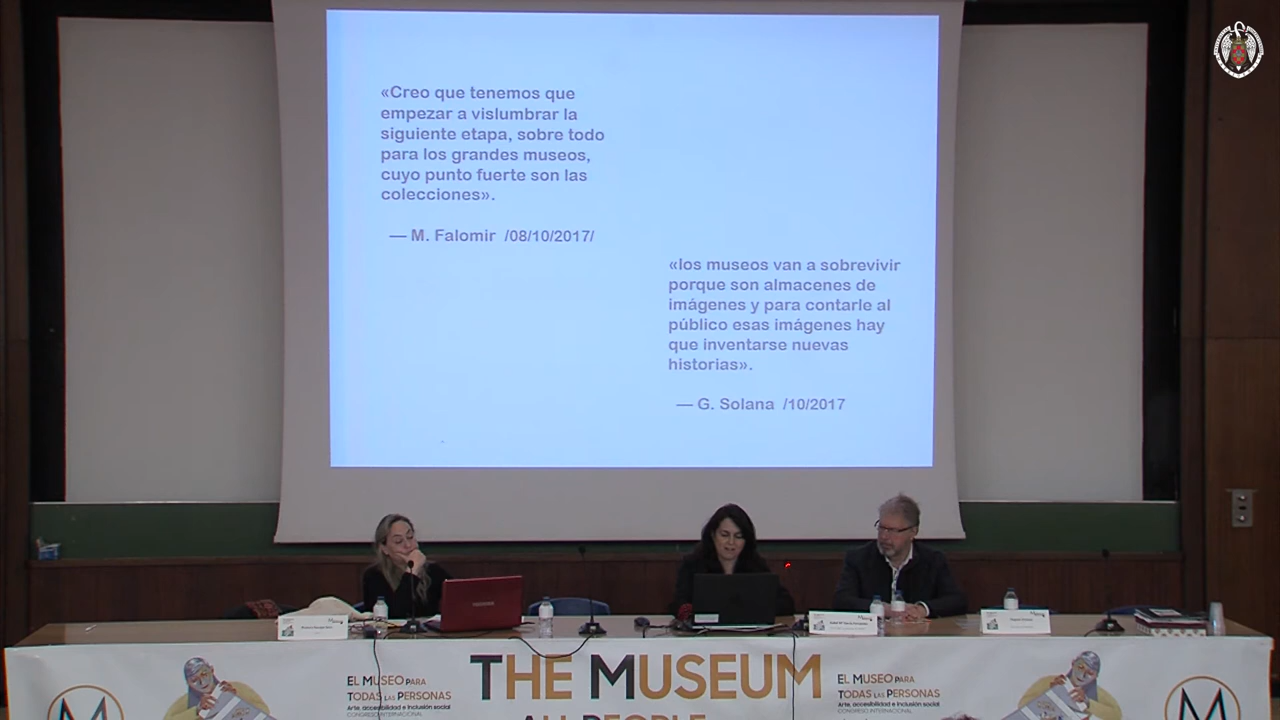 «Creo que tenemos que
empezar a vislumbrar la
siguiente etapa, sobre todo
para los grandes museos,
cuyo punto fuerte son las
colecciones».
— M. Falomir /08/10/2017/
«los museos van a sobrevivir
porque son almacenes de
imágenes y para contarle al
público esas imágenes hay
que inventarse nuevas
historias».
— G. Solana /10/2017
THE MUSEUM
EL MUSEO PARA
TODAS LAS PERSONAS
Arte, accesibilidad e inclusión social
CONGRESO INTERNACIONAL
EL MUSEO PARA
TODAS LAS PERSONAS
Arte, accesibilidad e inclusión social
CONGRESO INTERNACIONAL
M
M